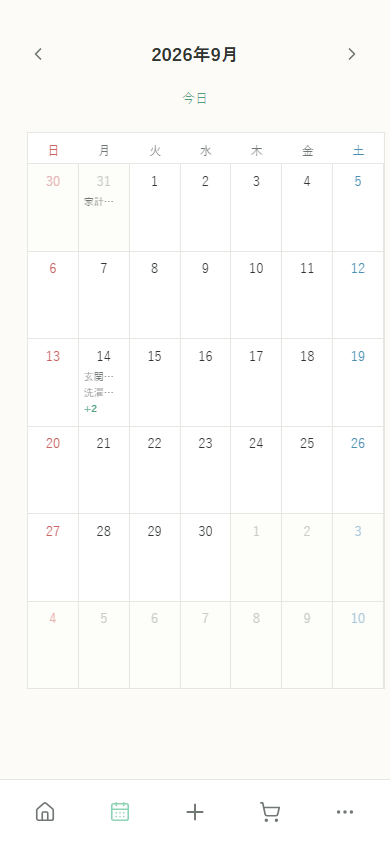 2026年9月
今日
日 月 火 水 木 金 土
30 31 1 2 3 4 5
家計…
6 7 8 9 10 11 12
13 14 15 16 17 18 19
玄関…
洗濯…
+2
20 21 22 23 24 25 26
27 28 29 30 1 2 3
4 5 6 7 8 9 10